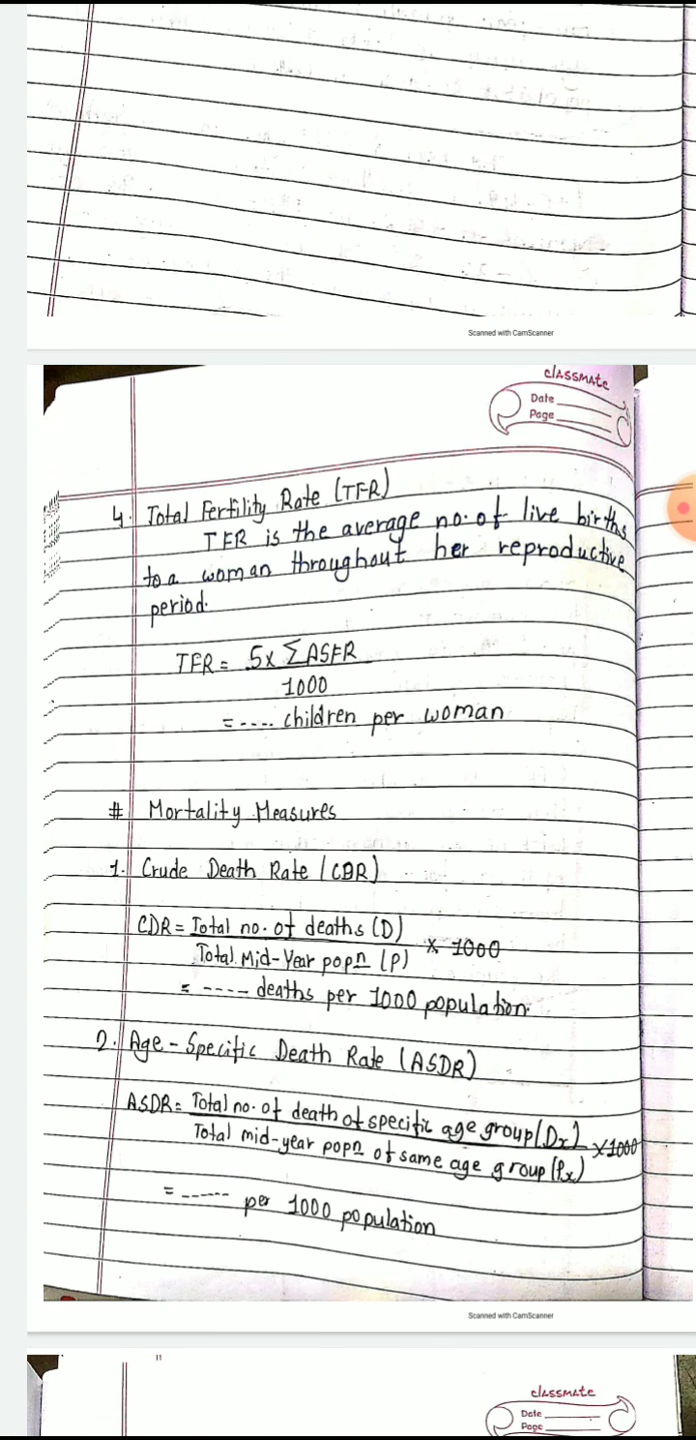 Scanned with CamScanner
classmate
Date
Page
4. Total Fertility Rate (TFR)
TFR is the average no. of live births
to a woman throughout her reproductive
period.
TFR = 5x ΣASFR
1000
= ---- children per woman
# Mortality Measures
1. Crude Death Rate (CDR)
CDR = Total no. of deaths (D)
x 1000
Total Mid-Year popn (P)
= ---- deaths per 1000 population.
2. Age-Specific Death Rate (ASDR)
ASDR = Total no. of death of specific age group (Dx)
x1000
Total mid-year popn of same age group (Px)
= ------ per 1000 population
Scanned with CamScanner
classmate
Date
Page